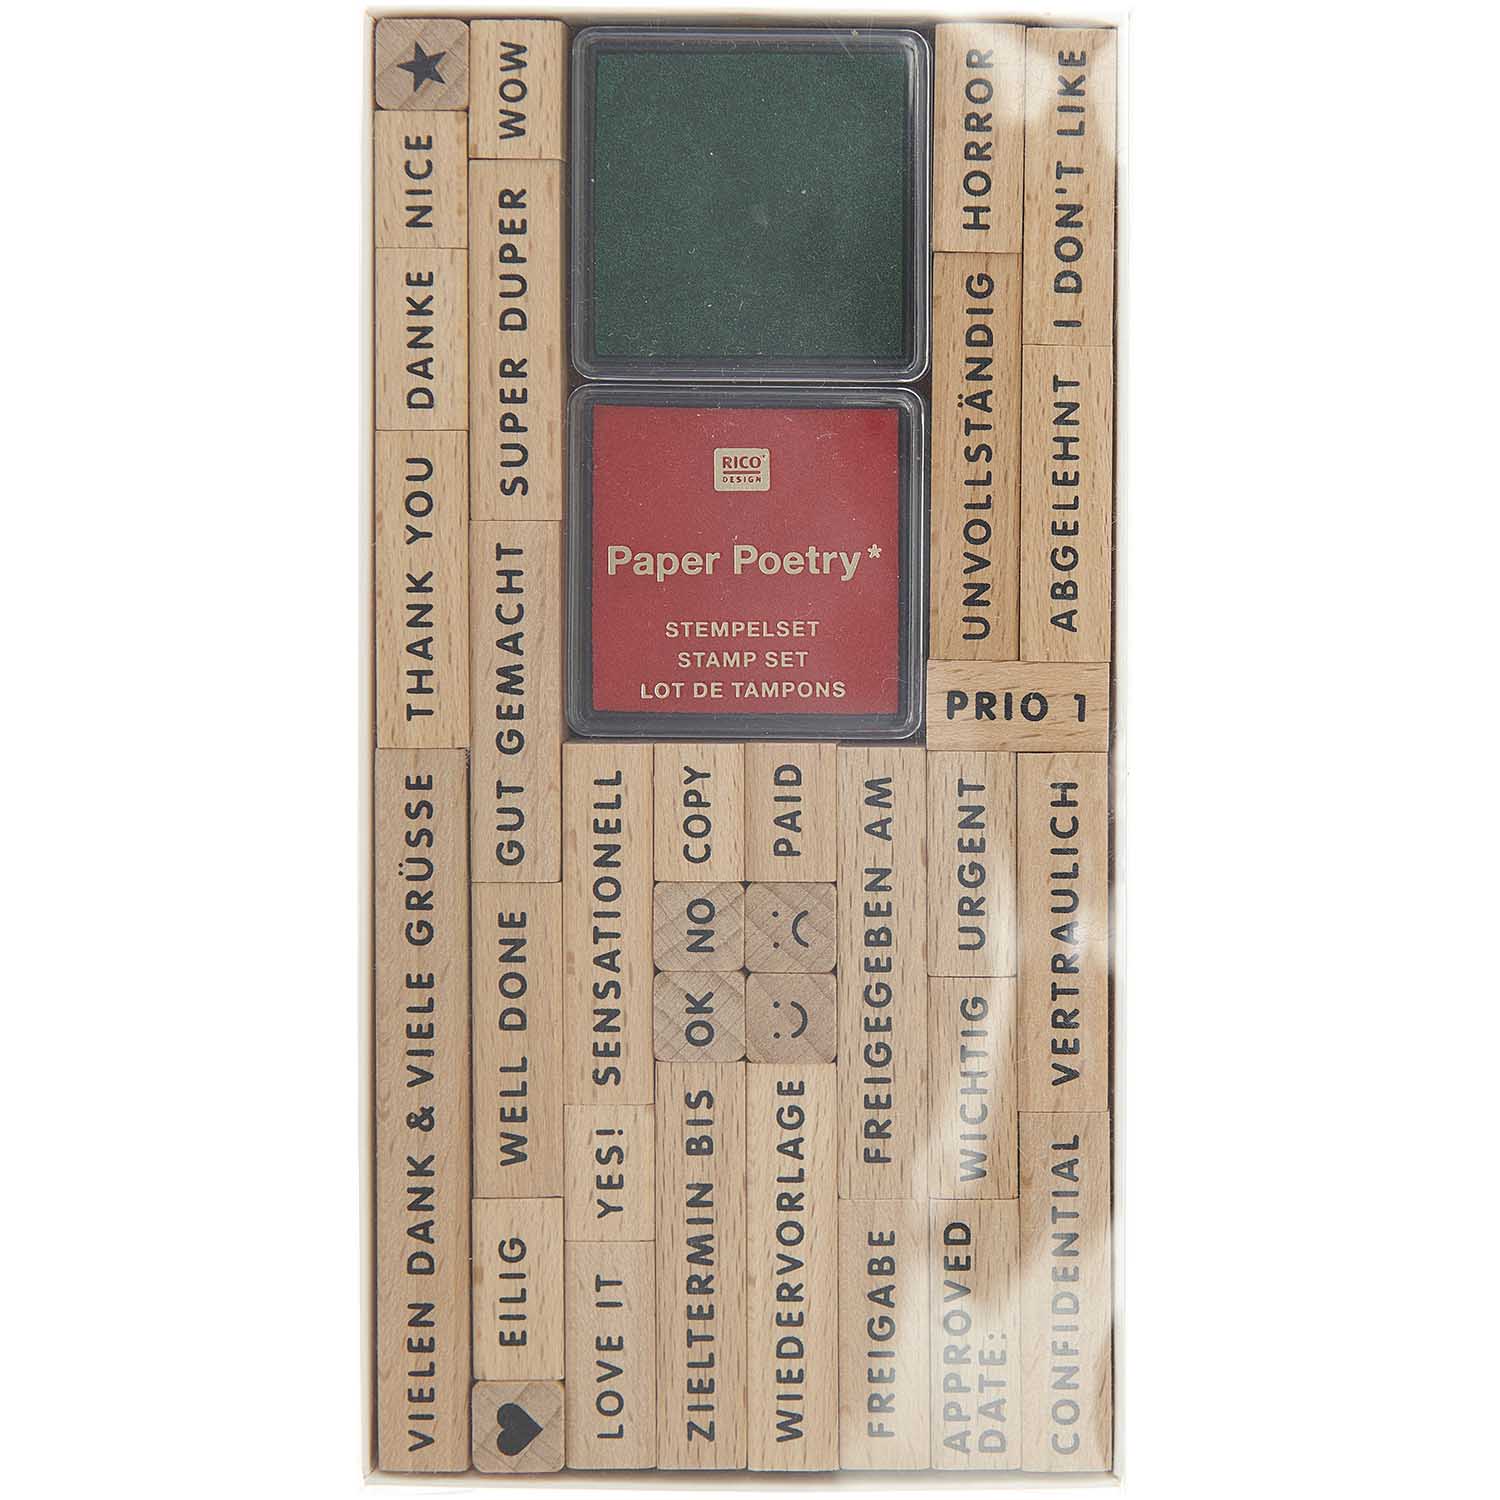 NICE
DANKE
THANK YOU
VIELEN DANK & VIELE GRÜSSE
WOW
SUPER DUPER
GUT GEMACHT
WELL DONE
EILIG
RICO
DESIGN
Paper Poetry*
STEMPELSET
STAMP SET
LOT DE TAMPONS
SENSATIONELL
YES!
LOVE IT
COPY
NO
OK
ZIELTERMIN BIS
PAID
WIEDERVORLAGE
FREIGEGEBEN AM
FREIGABE
HORROR
UNVOLLSTÄNDIG
I DON'T LIKE
ABGELEHNT
PRIO 1
URGENT
WICHTIG
APPROVED
DATE:
VERTRAULICH
CONFIDENTIAL